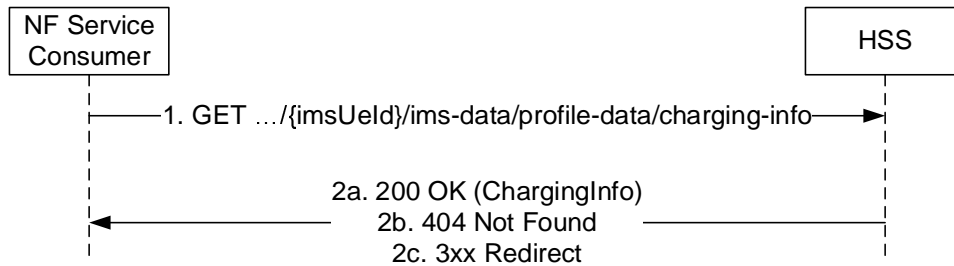 NF Service
Consumer
HSS
1. GET …/{imsUeId}/ims-data/profile-data/charging-info
2a. 200 OK (ChargingInfo)
2b. 404 Not Found
2c. 3xx Redirect